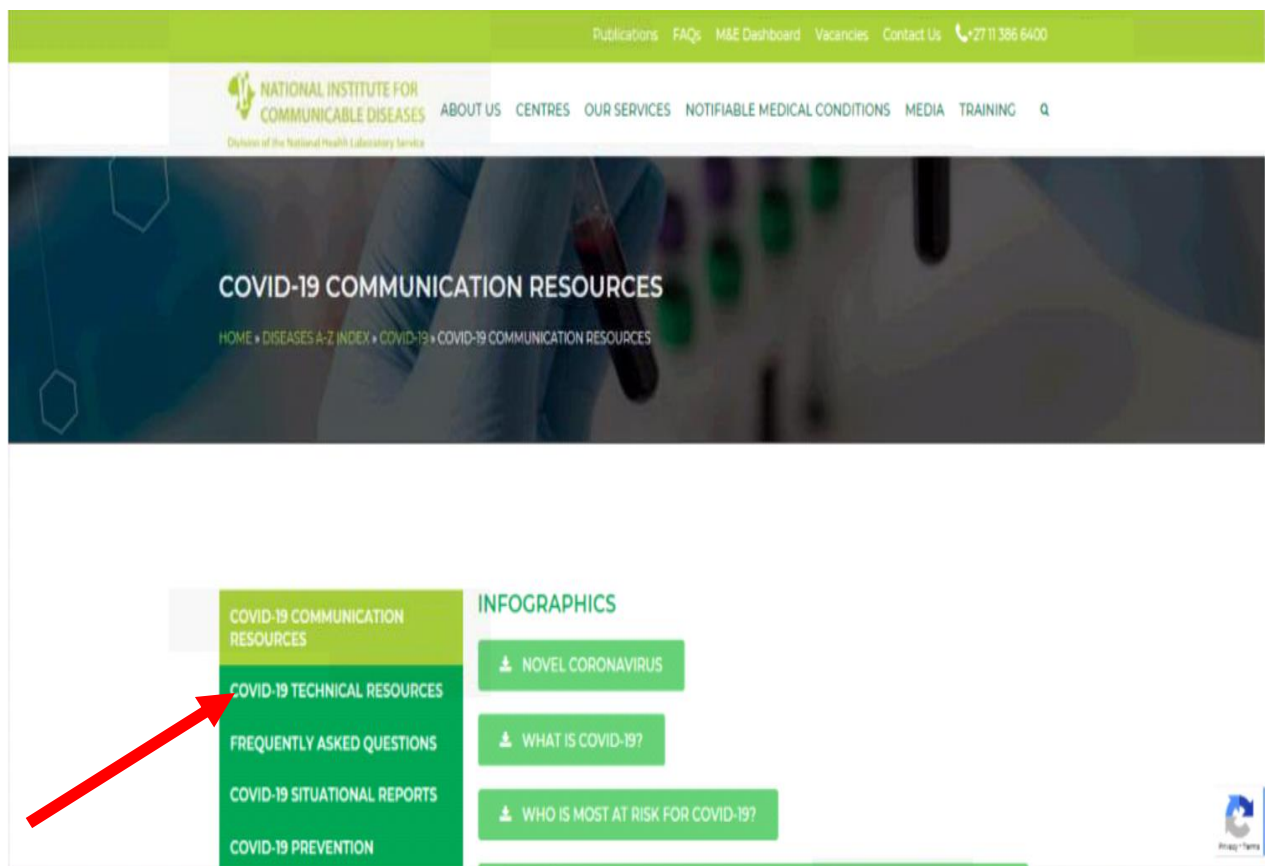 Publications FAQs M&E Dashboard Vacancies Contact Us +27 11 386 6400
NATIONAL INSTITUTE FOR
COMMUNICABLE DISEASES
Division of the National Health Laboratory Service
ABOUT US CENTRES OUR SERVICES NOTIFIABLE MEDICAL CONDITIONS MEDIA TRAINING
COVID-19 COMMUNICATION RESOURCES
HOME » DISEASES A-Z INDEX » COVID-19 » COVID-19 COMMUNICATION RESOURCES
COVID-19 COMMUNICATION
RESOURCES
COVID-19 TECHNICAL RESOURCES
FREQUENTLY ASKED QUESTIONS
COVID-19 SITUATIONAL REPORTS
COVID-19 PREVENTION
INFOGRAPHICS
NOVEL CORONAVIRUS
WHAT IS COVID-19?
WHO IS MOST AT RISK FOR COVID-19?
Privacy - Terms